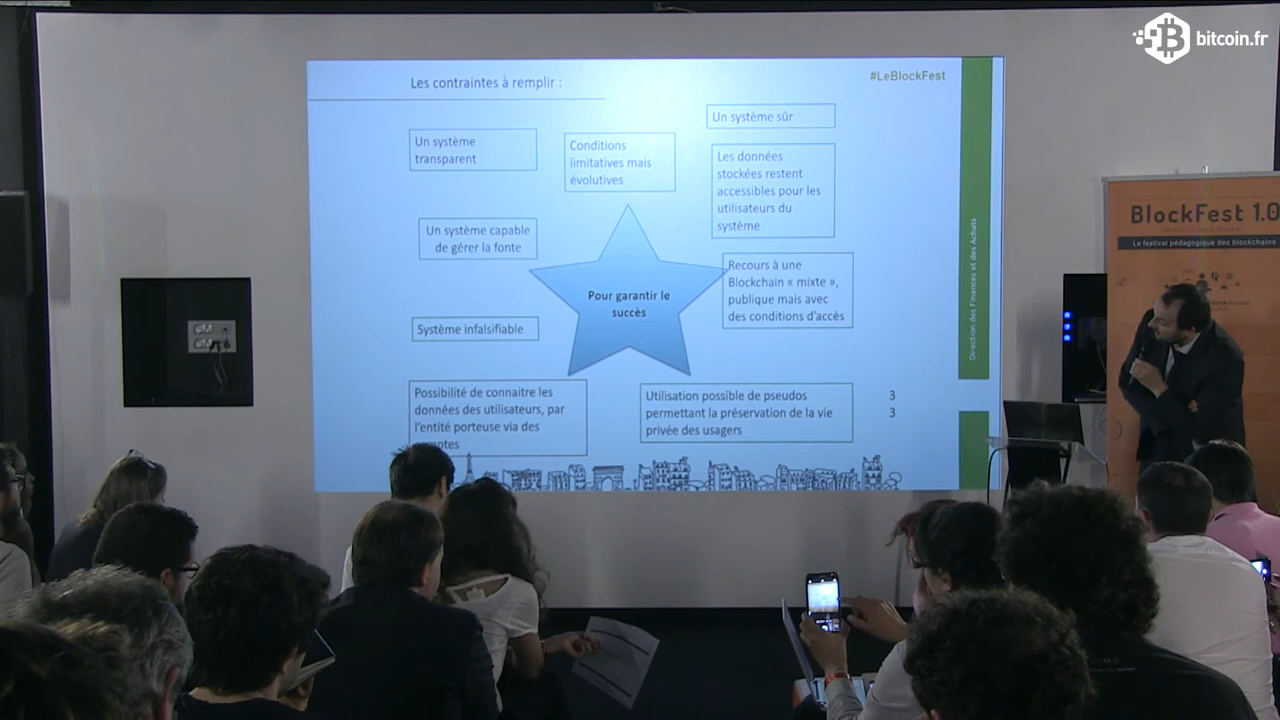 bitcoin.fr
Les contraintes à remplir :
#LeBlockFest
Un système
transparent
Conditions
limitatives mais
évolutives
Un système sûr
Les données
stockées restent
accessibles pour les
utilisateurs du
système
Un système capable
de gérer la fonte
Pour garantir le
succès
Recours à une
Blockchain « mixte »,
publique mais avec
des conditions d'accès
Système infalsifiable
Possibilité de connaitre les
données des utilisateurs, par
l'entité porteuse via des
Utilisation possible de pseudos
permettant la préservation de la vie
privée des usagers
3
3
Direction des Finances et des Achats
BlockFest 1.0
Le festival pédagogique des blockchains